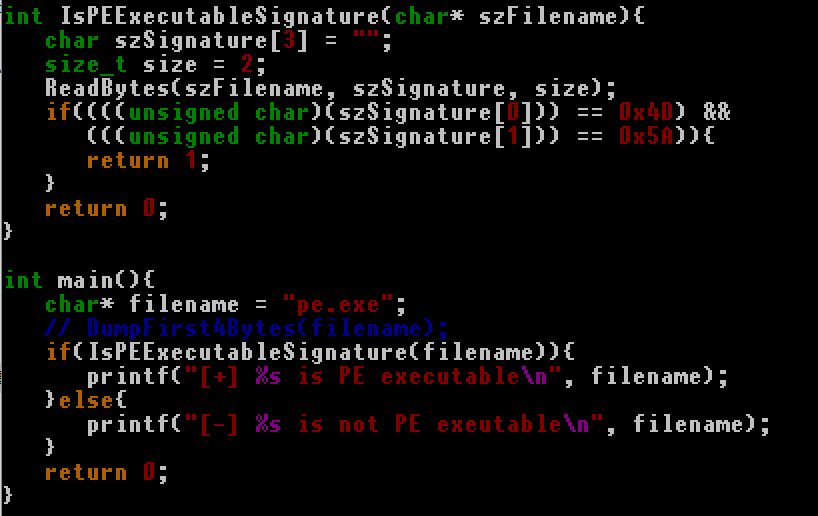 int IsPEExecutableSignature(char* szFilename){
   char szSignature[3] = "";
   size_t size = 2;
   ReadBytes(szFilename, szSignature, size);
   if((((unsigned char)(szSignature[0])) == 0x4D) &&
      (((unsigned char)(szSignature[1])) == 0x5A)){
      return 1;
   }
   return 0;
}

int main(){
   char* filename = "pe.exe";
   // DumpFirst4Bytes(filename);
   if(IsPEExecutableSignature(filename)){
      printf("[+] %s is PE executable\n", filename);
   }else{
      printf("[-] %s is not PE exeutable\n", filename);
   }
   return 0;
}